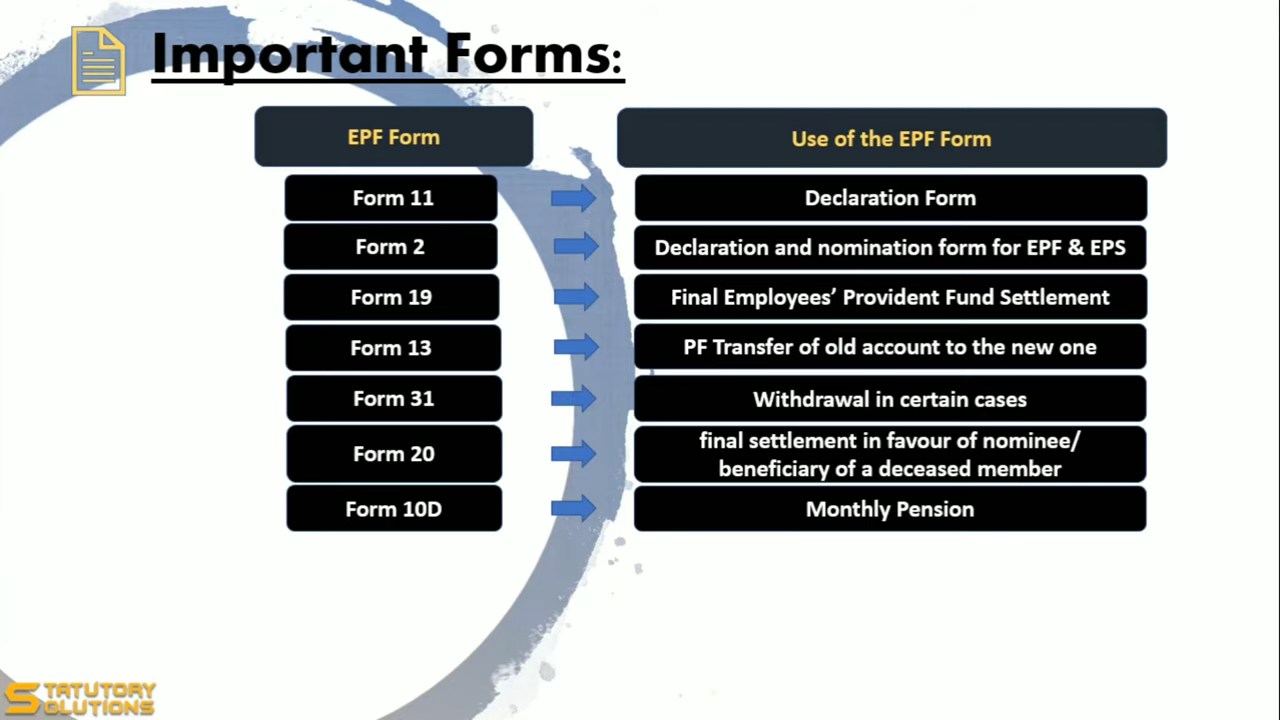 Important Forms:
EPF Form
Use of the EPF Form
Form 11
Declaration Form
Form 2
Declaration and nomination form for EPF & EPS
Form 19
Final Employees’ Provident Fund Settlement
Form 13
PF Transfer of old account to the new one
Form 31
Withdrawal in certain cases
Form 20
final settlement in favour of nominee/
beneficiary of a deceased member
Form 10D
Monthly Pension
STATUTORY
SOLUTIONS